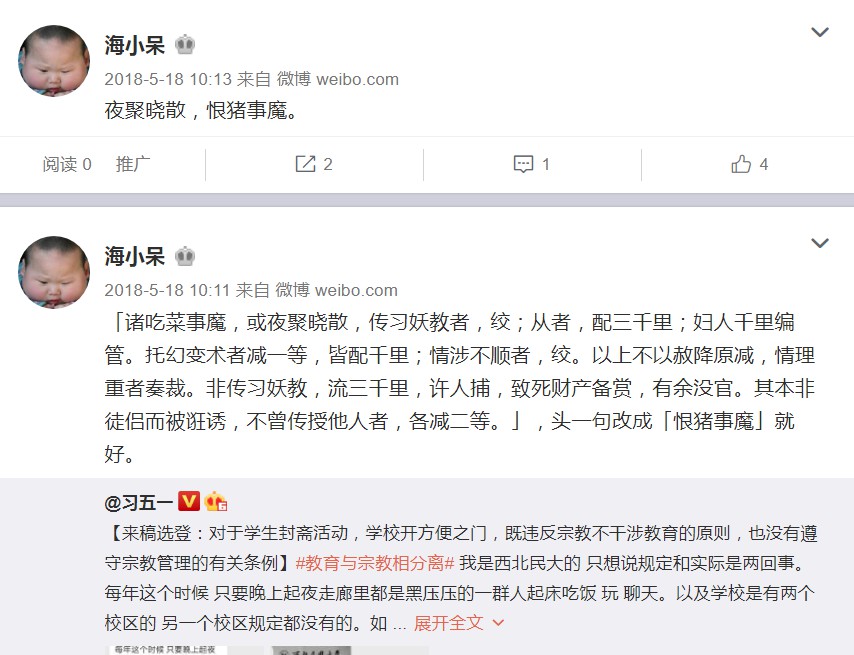 海小呆
2018-5-18 10:13 来自 微博 weibo.com
夜聚晓散，恨猪事魔。
阅读 0 推广 2 1 4
海小呆
2018-5-18 10:11 来自 微博 weibo.com
「诸吃菜事魔，或夜聚晓散，传习妖教者，绞；从者，配三千里；妇人千里编
管。托幻变术者减一等，皆配千里；情涉不顺者，绞。以上不以赦降原减，情理
重者奏裁。非传习妖教，流三千里，许人捕，致死财产备赏，有余没官。其本非
徒侣而被逛诱，不曾传授他人者，各减二等。」，头一句改成「恨猪事魔」就
好。
@习五一
【来稿选登：对于学生封斋活动，学校开方便之门，既违反宗教不干涉教育的原则，也没有遵
守宗教管理的有关条例】#教育与宗教相分离# 我是西北民大的 只想说规定和实际是两回事。
每年这个时候 只要晚上起夜走廊里都是黑压压的一群人起床吃饭 玩 聊天。以及学校是有两个
校区的 另一个校区规定都没有的。如 ... 展开全文
每年这个时候 只要晚上起夜